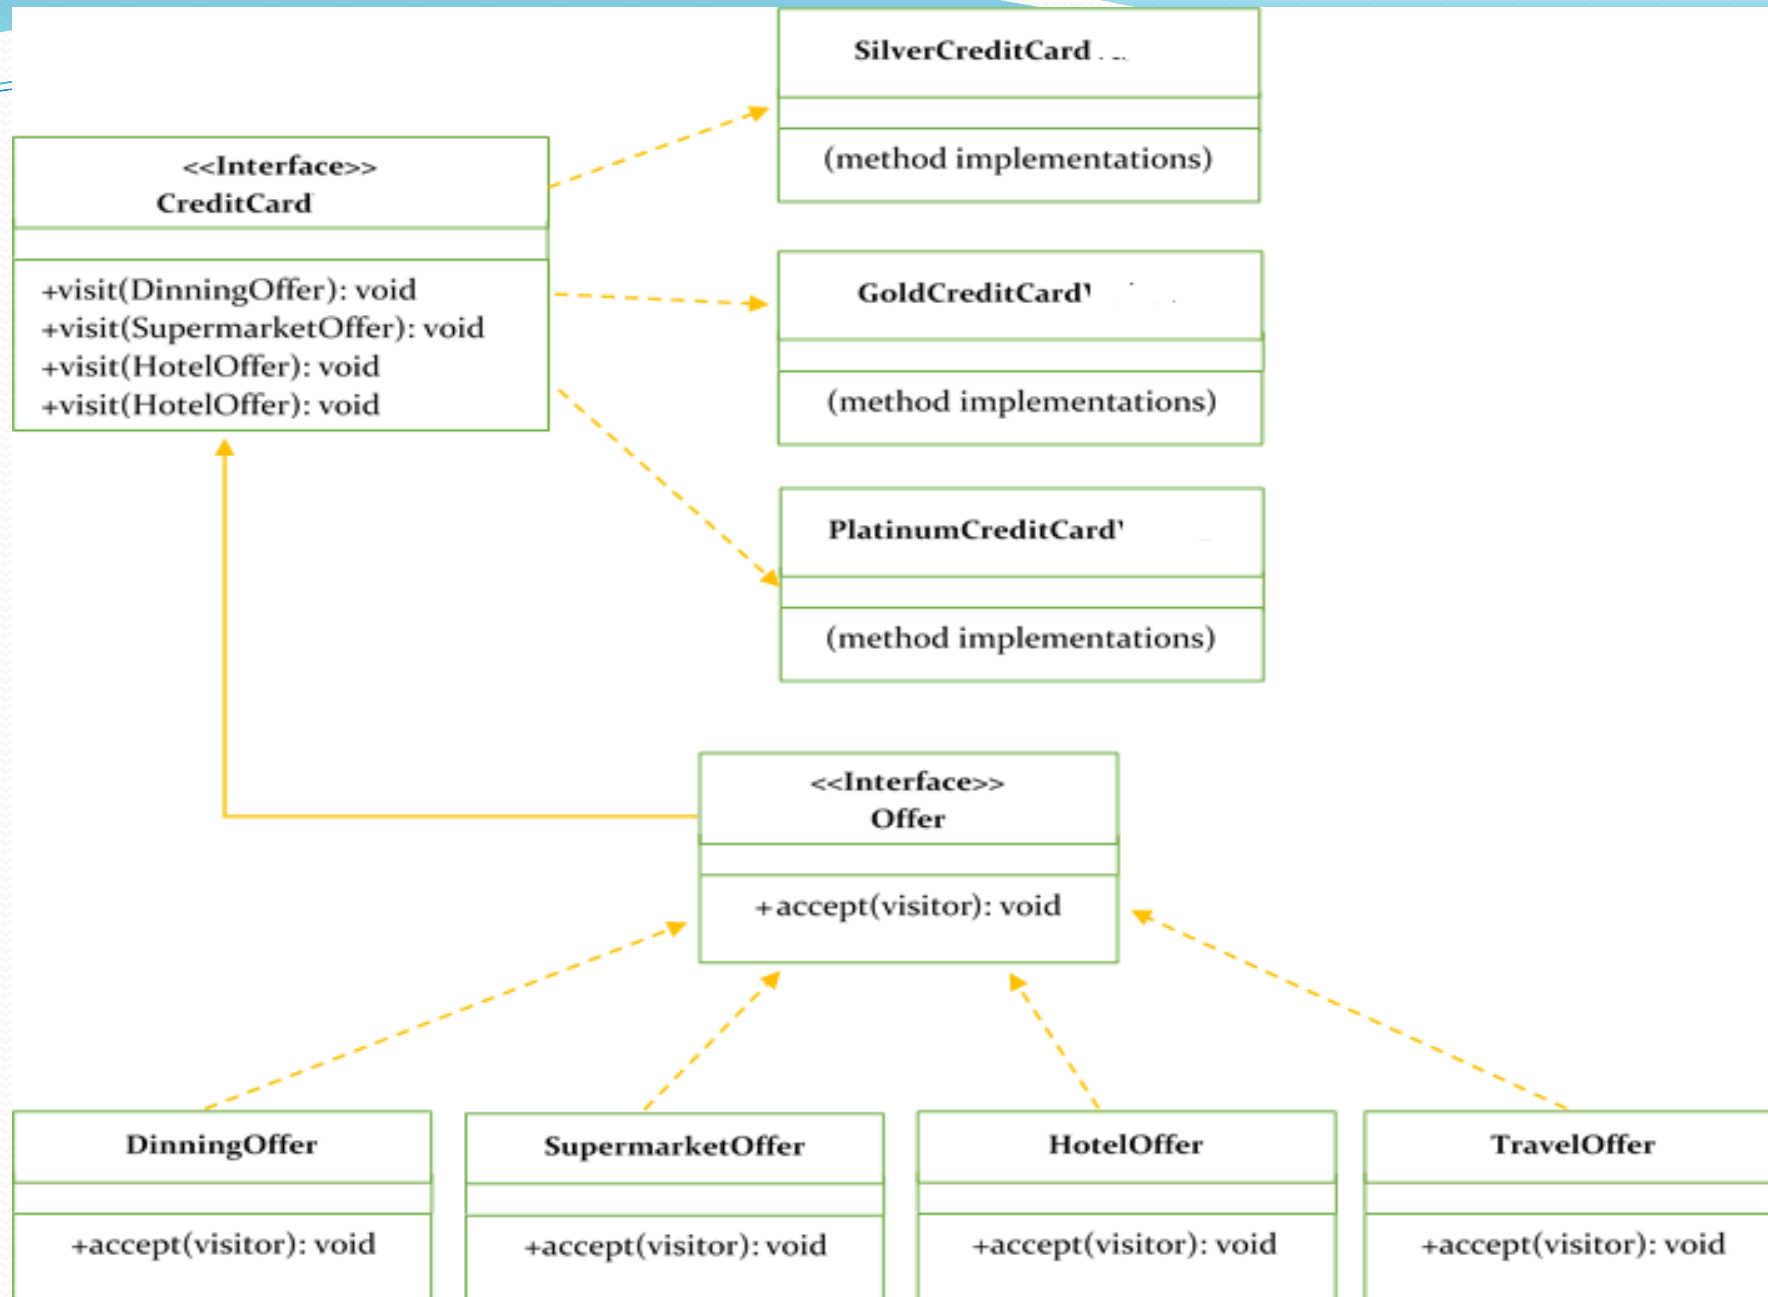 SilverCreditCard
(method implementations)
<<Interface>>
CreditCard
+visit(DinningOffer): void
+visit(SupermarketOffer): void
+visit(HotelOffer): void
+visit(HotelOffer): void
GoldCreditCard
(method implementations)
PlatinumCreditCard
(method implementations)
<<Interface>>
Offer
+accept(visitor): void
DinningOffer
+accept(visitor): void
SupermarketOffer
+accept(visitor): void
HotelOffer
+accept(visitor): void
TravelOffer
+accept(visitor): void